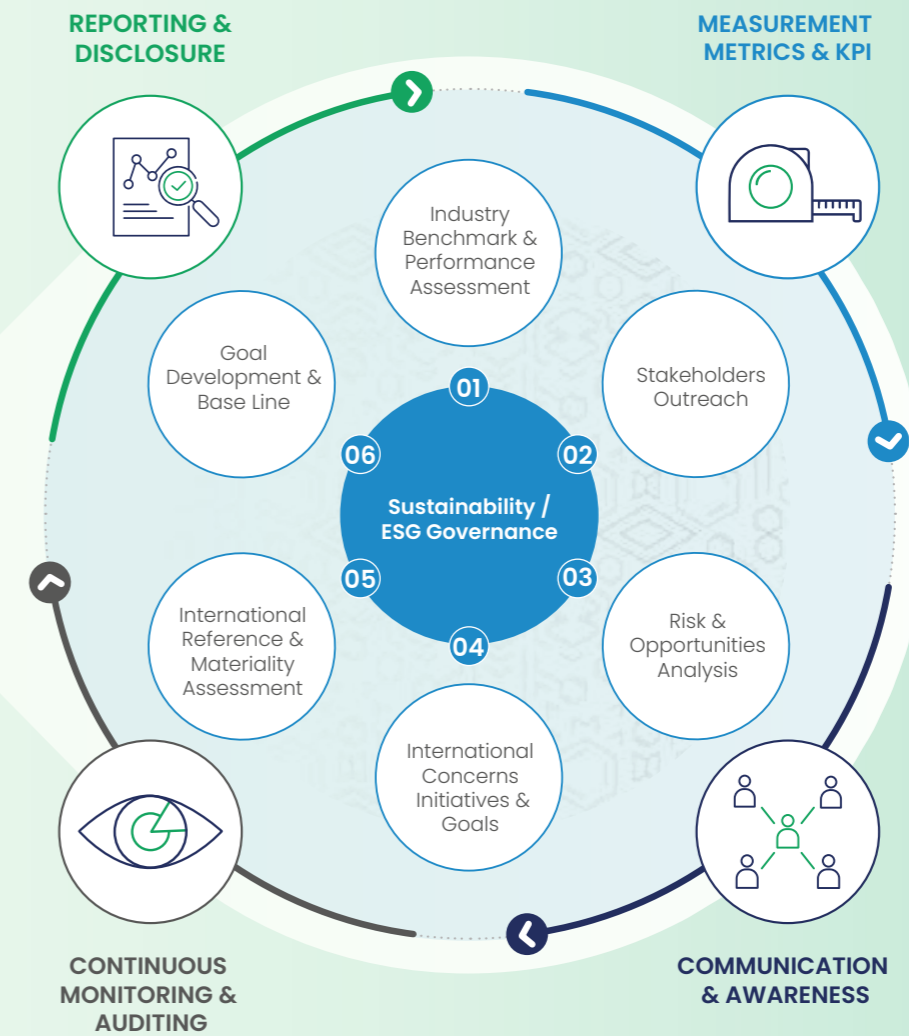 REPORTING &
DISCLOSURE
MEASUREMENT
METRICS & KPI
Industry
Benchmark &
Performance
Assessment
Goal
Development &
Base Line
Stakeholders
Outreach
01
06
02
Sustainability /
ESG Governance
05
03
04
International
Reference &
Materiality
Assessment
Risk &
Opportunities
Analysis
International
Concerns
Initiatives &
Goals
CONTINUOUS
MONITORING &
AUDITING
COMMUNICATION
& AWARENESS